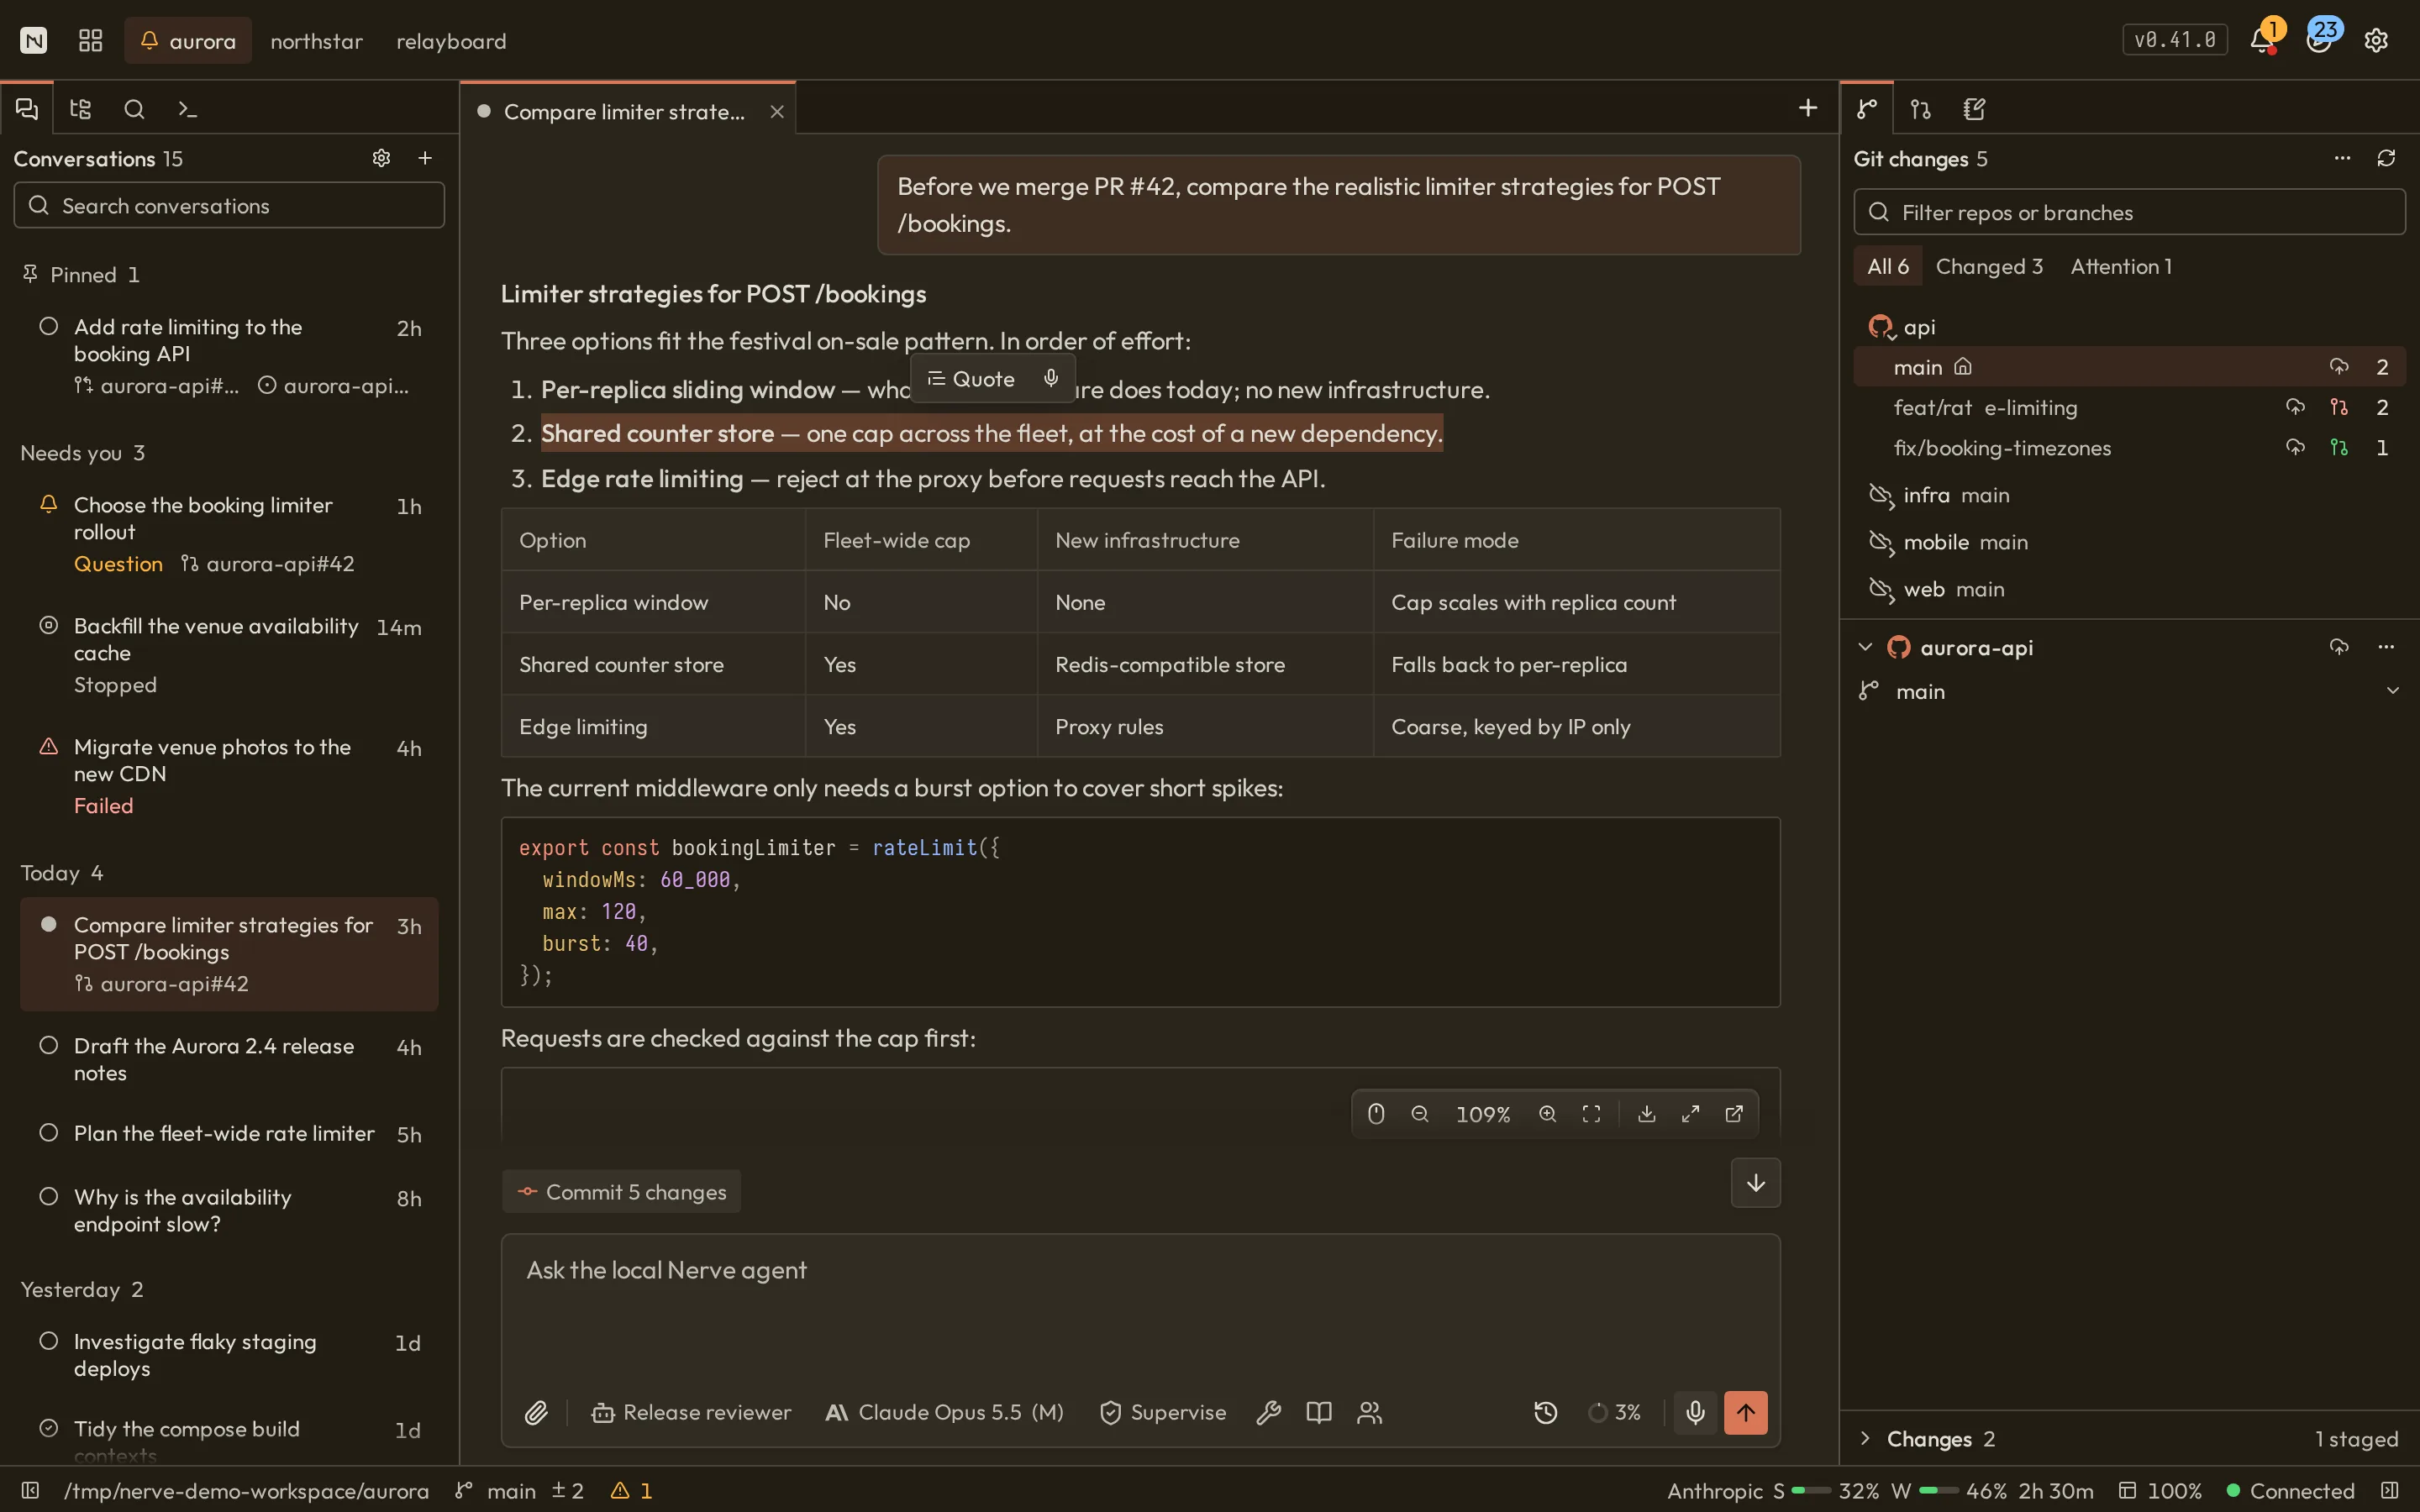 aurora northstar relayboard v0.41.0 1 23
Compare limiter strate...
Conversations 15
Search conversations
Pinned 1
Add rate limiting to the 2h
booking API
aurora-api#... aurora-api...
Needs you 3
Choose the booking limiter 1h
rollout
Question aurora-api#42
Backfill the venue availability 14m
cache
Stopped
Migrate venue photos to the 4h
new CDN
Failed
Today 4
Compare limiter strategies for 3h
POST /bookings
aurora-api#42
Draft the Aurora 2.4 release 4h
notes
Plan the fleet-wide rate limiter 5h
Why is the availability 8h
endpoint slow?
Yesterday 2
Investigate flaky staging 1d
deploys
Tidy the compose build 1d
contexts
Before we merge PR #42, compare the realistic limiter strategies for POST
/bookings.
Limiter strategies for POST /bookings
Three options fit the festival on-sale pattern. In order of effort:
Quote
1. Per-replica sliding window — does today; no new infrastructure.
2. Shared counter store — one cap across the fleet, at the cost of a new dependency.
3. Edge rate limiting — reject at the proxy before requests reach the API.
Option Fleet-wide cap New infrastructure Failure mode
Per-replica window No None Cap scales with replica count
Shared counter store Yes Redis-compatible store Falls back to per-replica
Edge limiting Yes Proxy rules Coarse, keyed by IP only
The current middleware only needs a burst option to cover short spikes:
export const bookingLimiter = rateLimit({
windowMs: 60_000,
max: 120,
burst: 40,
});
Requests are checked against the cap first:
109%
Commit 5 changes
Ask the local Nerve agent
Release reviewer Claude Opus 5.5 (M) Supervise 3%
Git changes 5
Filter repos or branches
All 6 Changed 3 Attention 1
api
main 2
feat/rat e-limiting 2
fix/booking-timezones 1
infra main
mobile main
web main
aurora-api
main
Changes 2 1 staged
/tmp/nerve-demo-workspace/aurora main ±2 1 Anthropic S 32% W 46% 2h 30m 100% Connected